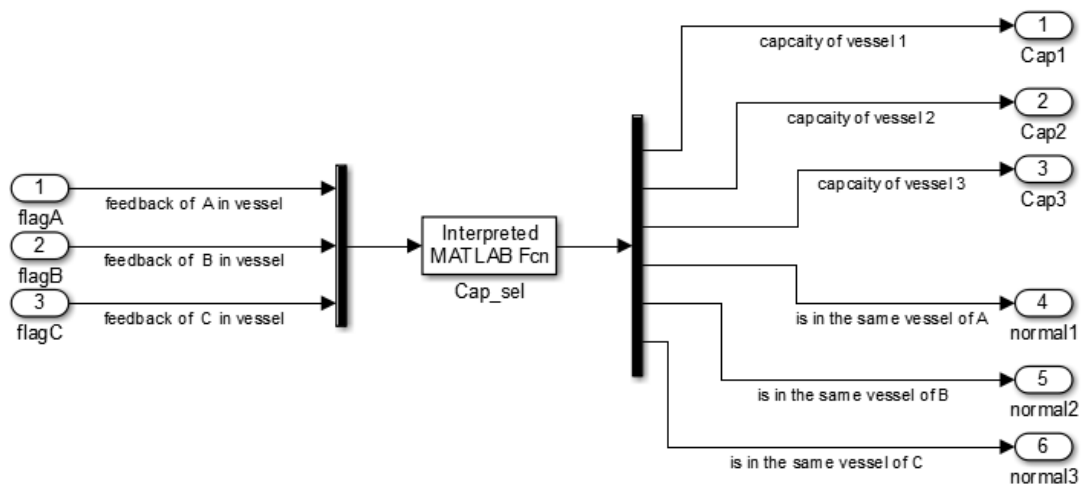 1
capcaity of vessel 1
Cap1
2
capcaity of vessel 2
Cap2
3
capcaity of vessel 3
Cap3
1
feedback of A in vessel
flagA
2
feedback of B in vessel
flagB
3
feedback of C in vessel
flagC
Interpreted
MATLAB Fcn
Cap_sel
4
is in the same vessel of A
normal1
5
is in the same vessel of B
normal2
6
is in the same vessel of C
normal3